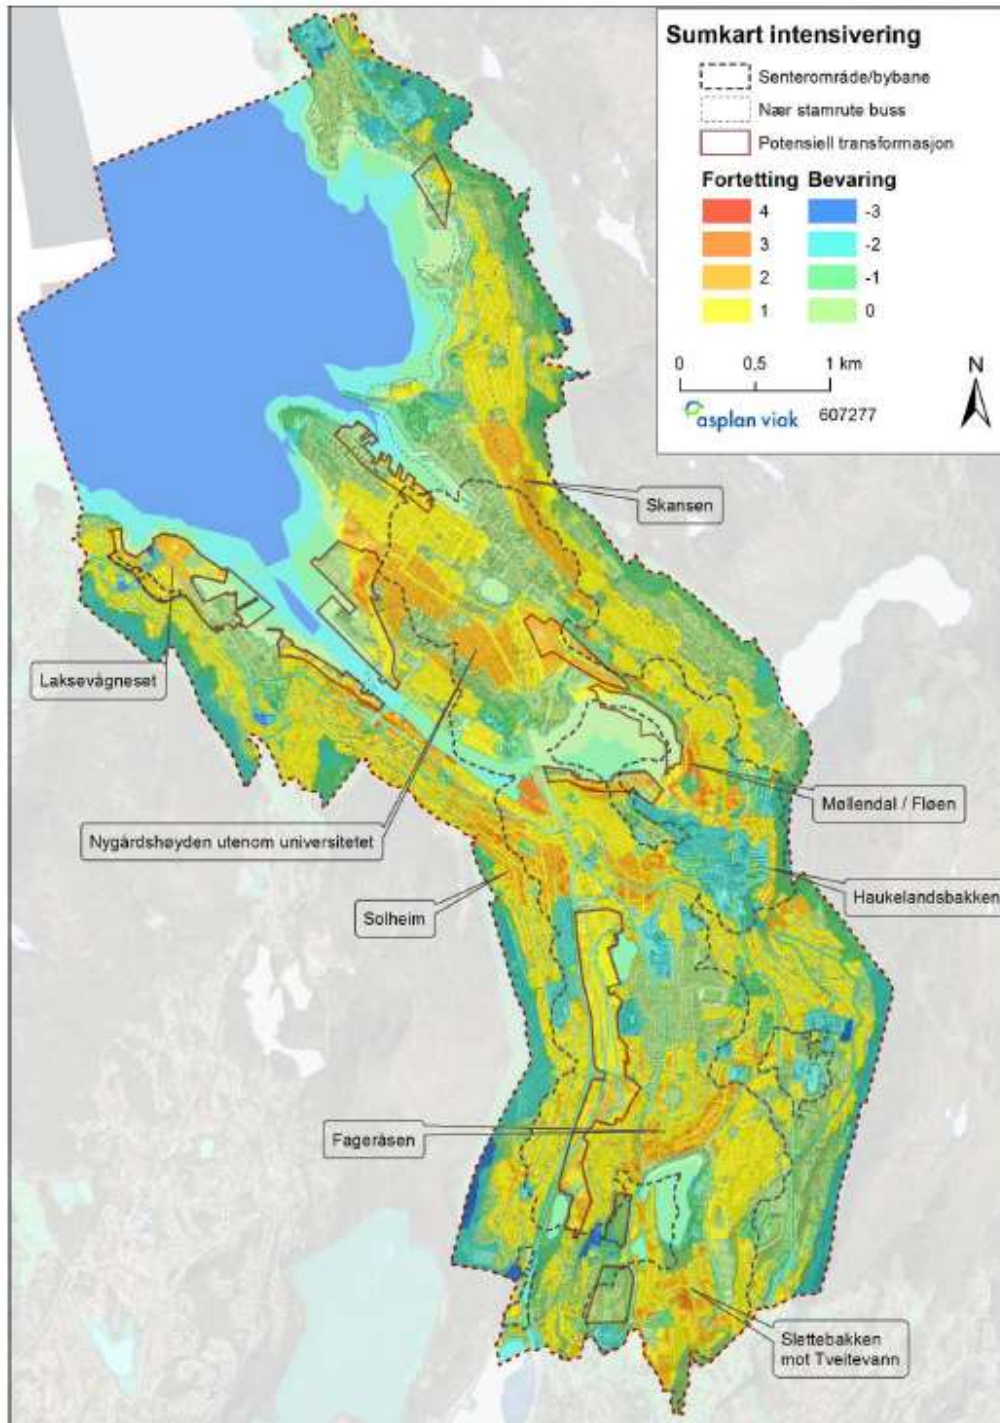 Sumkart intensivering
Senterområde/bybane
Nær stamrute buss
Potensiell transformasjon
Fortetting Bevaring
4 -3
3 -2
2 -1
1 0
0 0,5 1 km
N
asplan viak 607277
Skansen
Laksevågneset
Møllendal / Fløen
Nygårdshøyden utenom universitetet
Haukelandsbakken
Solheim
Fageråsen
Slettebakken
mot Tveitevann